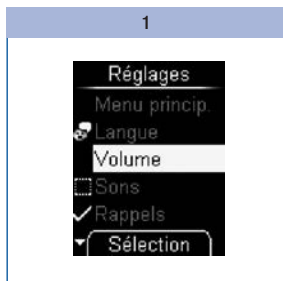 1
Réglages
Menu princip.
Langue
Volume
Sons
Rappels
Sélection